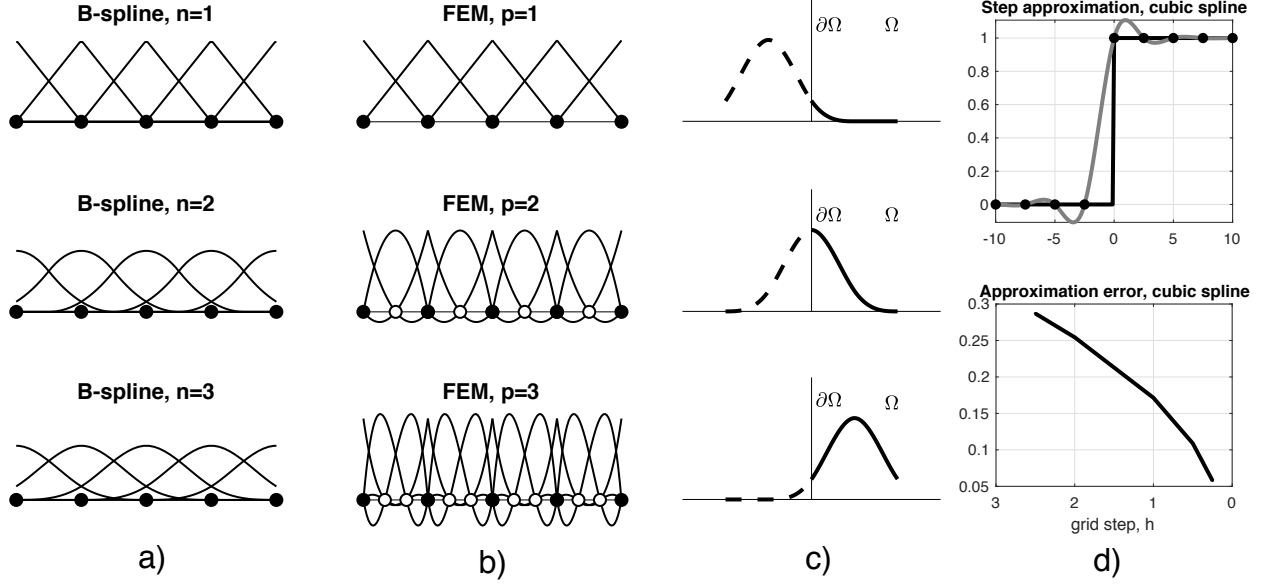 B-spline, n=1
B-spline, n=2
B-spline, n=3
a)
FEM, p=1
FEM, p=2
FEM, p=3
b)
∂Ω Ω
∂Ω Ω
∂Ω Ω
c)
Step approximation, cubic spline
1
0.8
0.6
0.4
0.2
0
-10 -5 0 5 10
Approximation error, cubic spline
0.3
0.25
0.2
0.15
0.1
0.05
3 2 1 0
grid step, h
d)